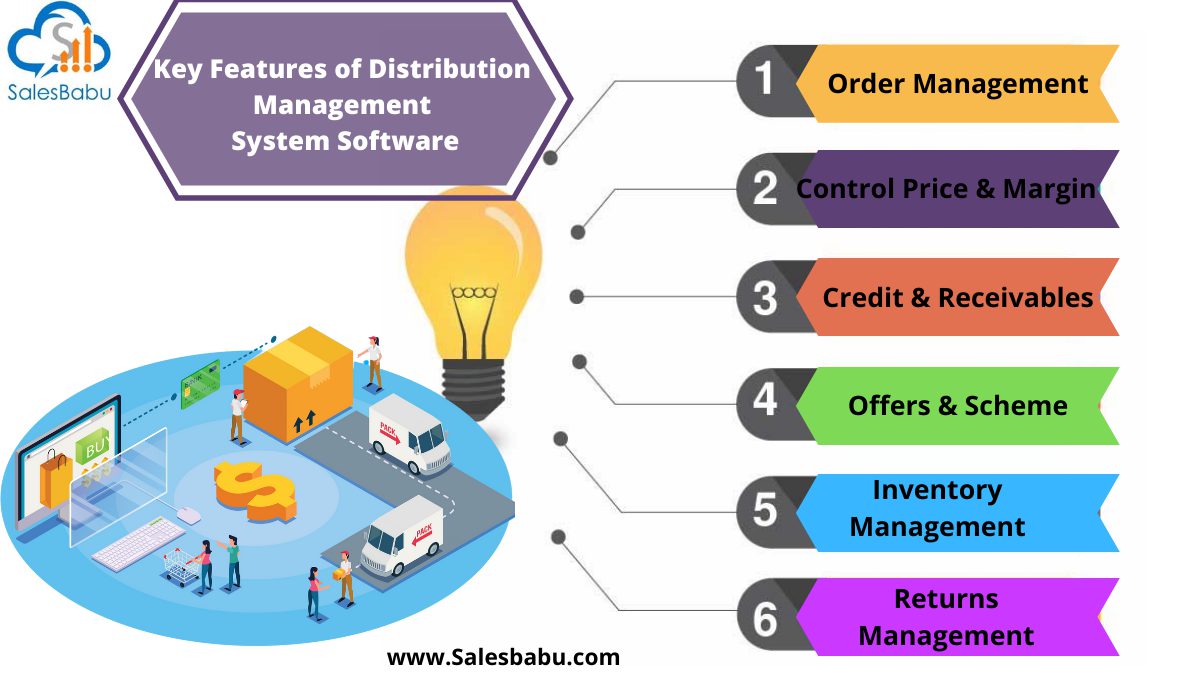 SalesBabu
Key Features of Distribution
Management
System Software
1
Order Management
2
Control Price & Margin
3
Credit & Receivables
4
Offers & Scheme
5
Inventory
Management
6
Returns
Management
BUY
PACK
PACK
www.Salesbabu.com